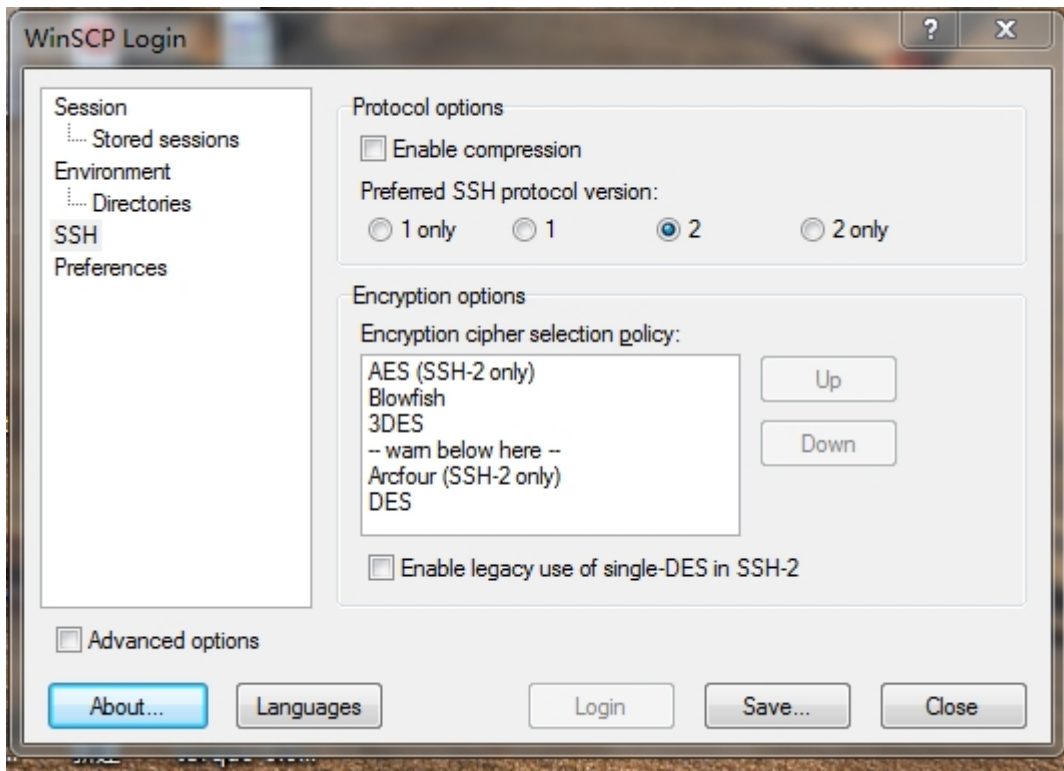 WinSCP Login
Session
Stored sessions
Environment
Directories
SSH
Preferences
Protocol options
Enable compression
Preferred SSH protocol version:
1 only 1 2 2 only
Encryption options
Encryption cipher selection policy:
AES (SSH-2 only)
Blowfish
3DES
-- warn below here --
Arcfour (SSH-2 only)
DES
Up
Down
Enable legacy use of single-DES in SSH-2
Advanced options
About... Languages Login Save... Close